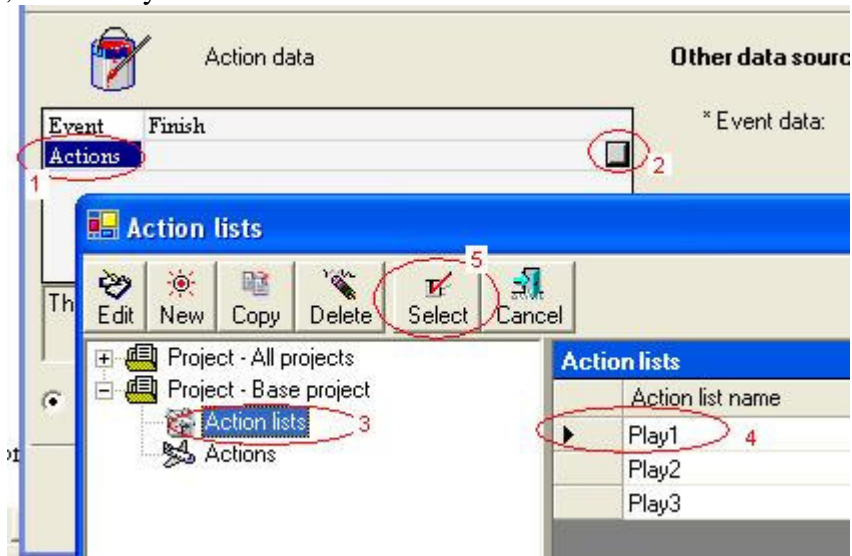 Action data
Other data sourc
Event Finish
* Event data:
Actions
1
2
Action lists
5
Th
Edit New Copy Delete Select Cancel
Project - All projects
Action lists
Project - Base project
Action list name
Action lists
3
Play1
4
Actions
Play2
Play3